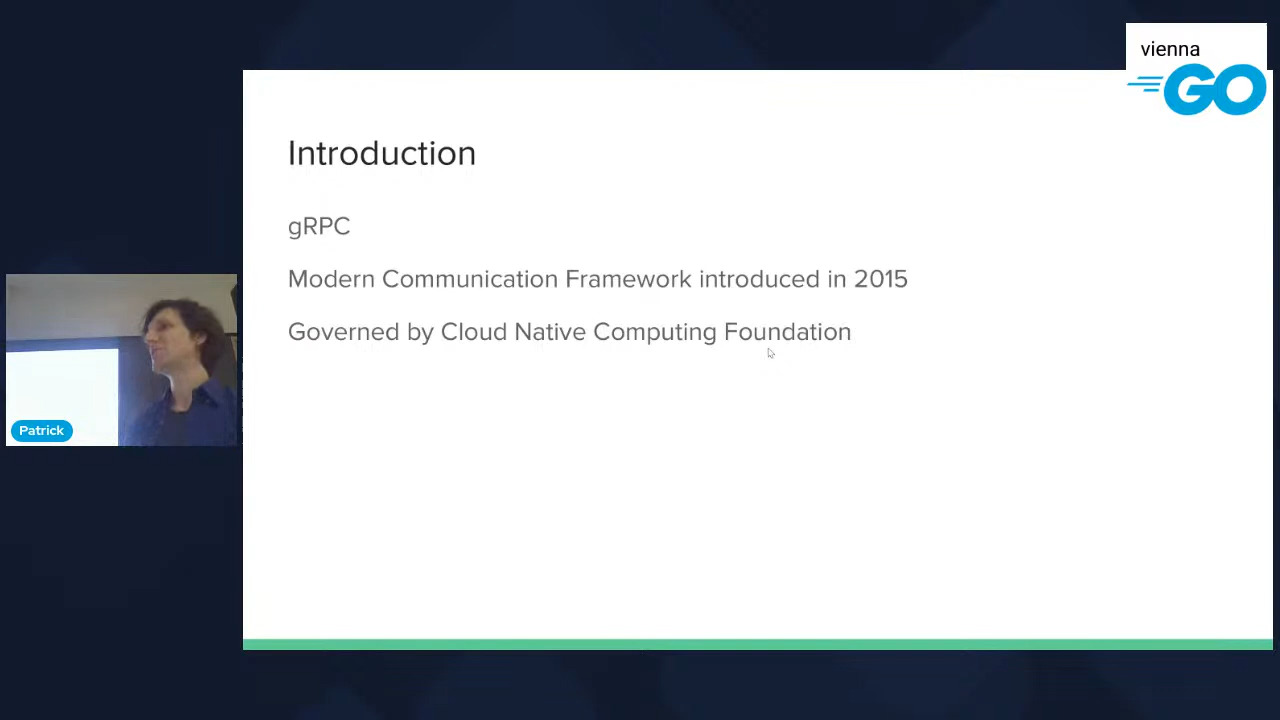 vienna
GO
Introduction
gRPC
Modern Communication Framework introduced in 2015
Governed by Cloud Native Computing Foundation
Patrick